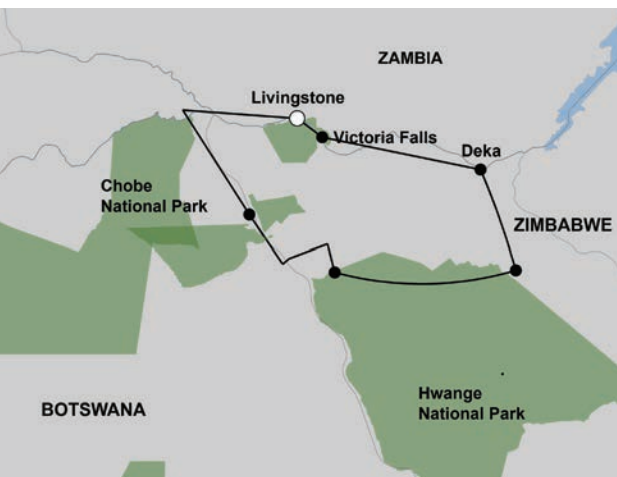 ZAMBIA
Livingstone
Victoria Falls
Deka
Chobe
National Park
ZIMBABWE
Hwange
National Park
BOTSWANA